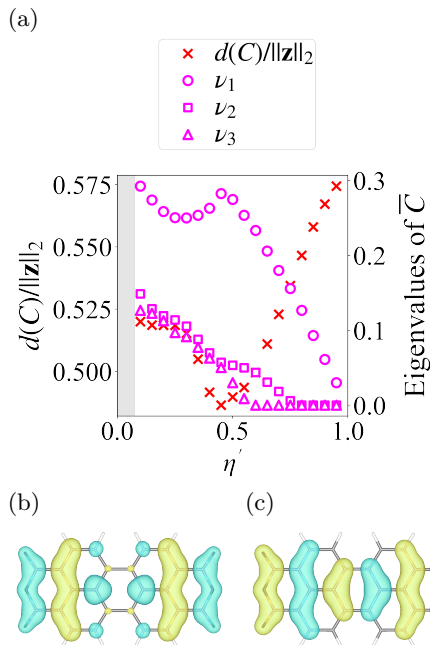 (a)
d(C)/||z||₂
ν₁
ν₂
ν₃
0.575
0.550
0.525
0.500
d(C)/||z||₂
0.3
0.2
0.1
0.0
Eigenvalues of C̅
0.0
0.5
1.0
η′
(b)
(c)